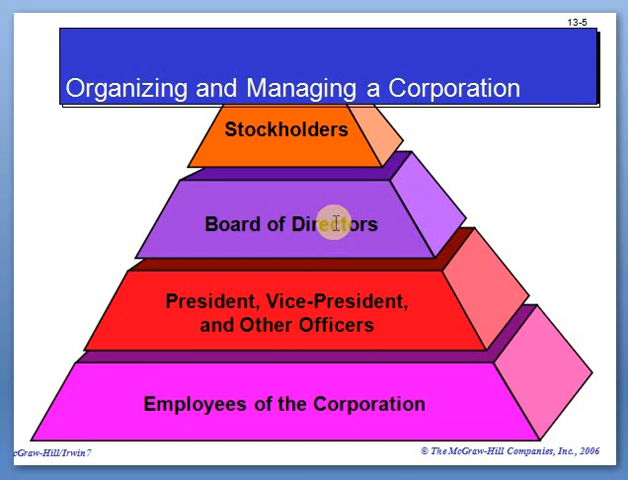 13-5
Organizing and Managing a Corporation
Stockholders
Board of Directors
President, Vice-President,
and Other Officers
Employees of the Corporation
cGraw-Hill/Irwin7
© The McGraw-Hill Companies, Inc., 2006